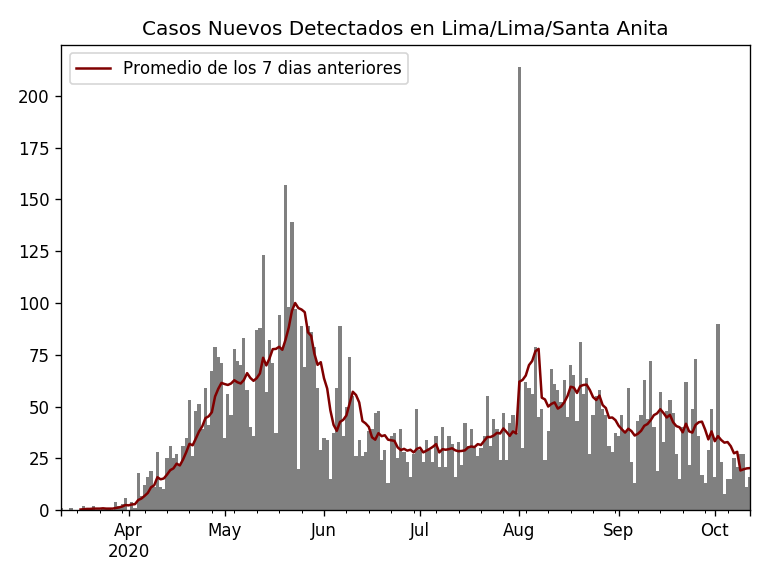 Casos Nuevos Detectados en Lima/Lima/Santa Anita
Promedio de los 7 dias anteriores
200
175
150
125
100
75
50
25
0
Apr
2020
May
Jun
Jul
Aug
Sep
Oct